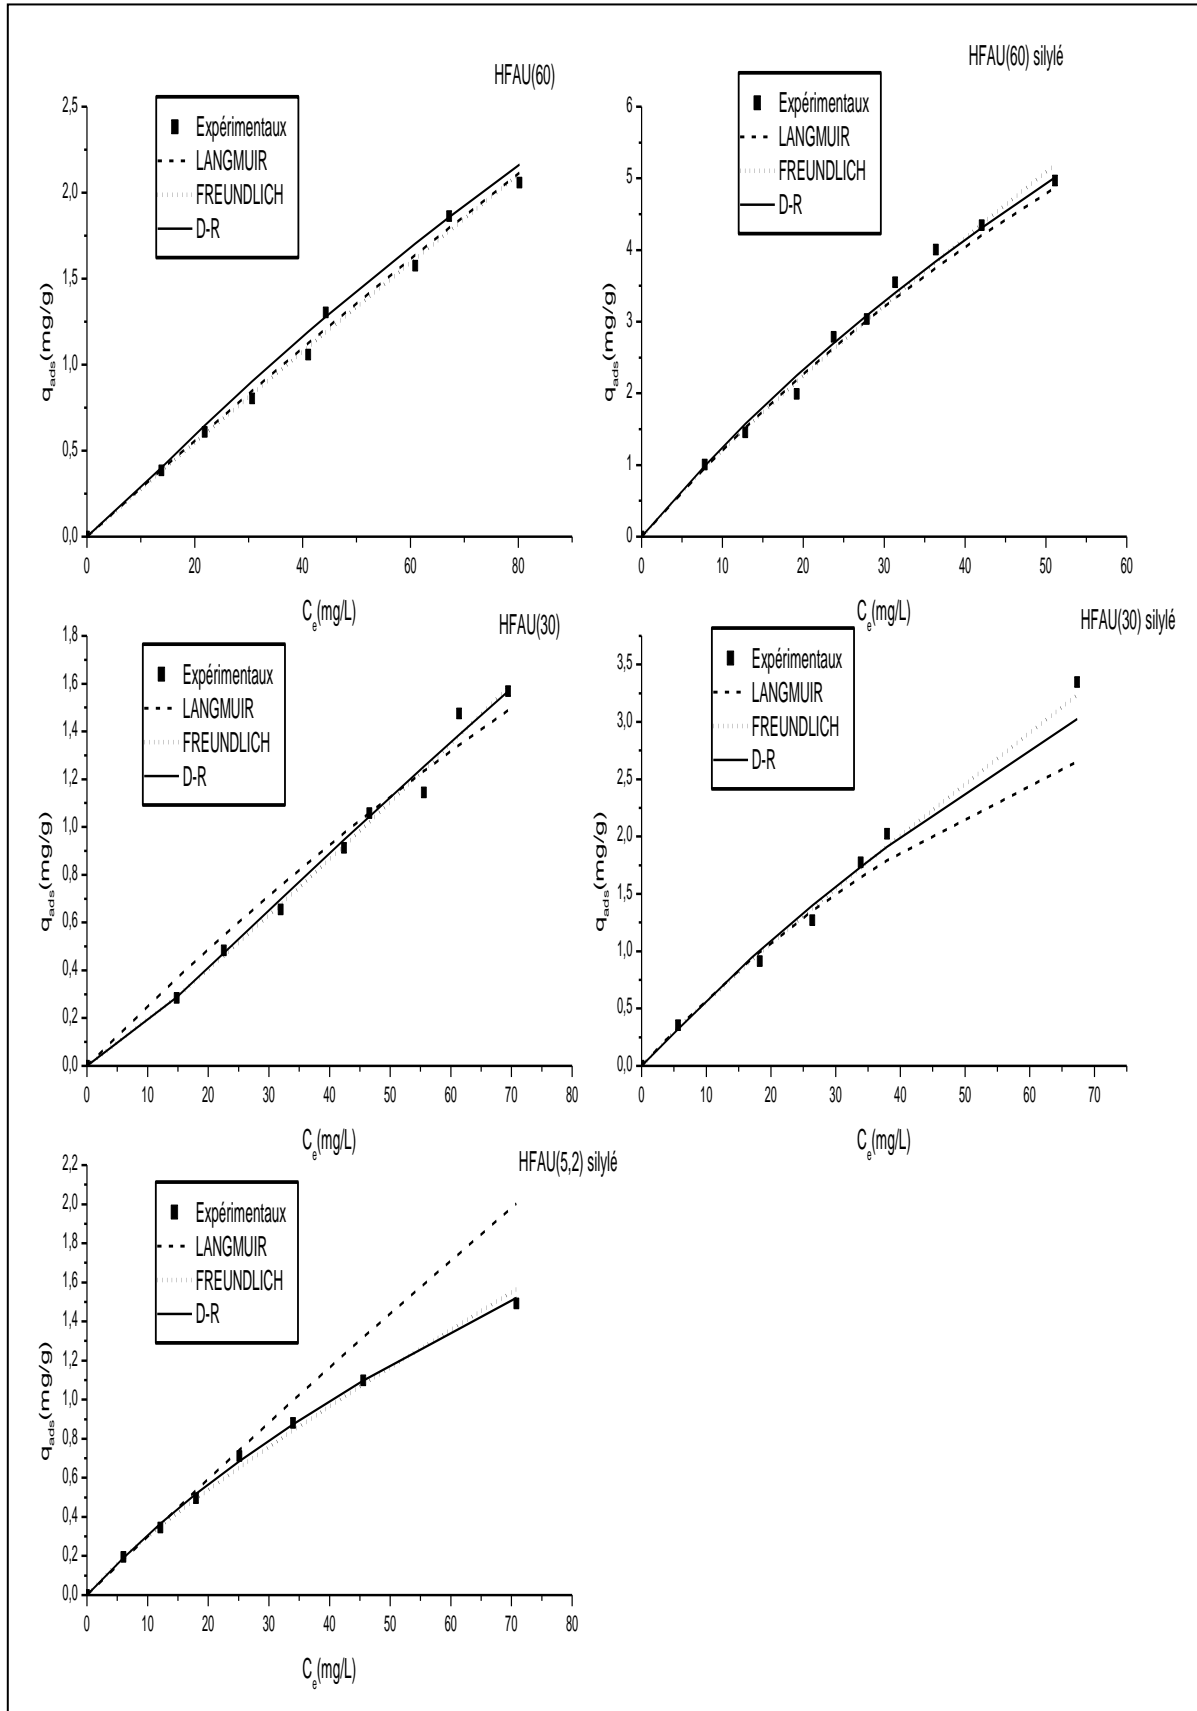 HFAU(60)
2,5
2,0
1,5
1,0
0,5
0,0
q_ads(mg/g)
Expérimentaux
LANGMUIR
FREUNDLICH
D-R
0 20 40 60 80
C_e(mg/L)
HFAU(60) silylé
6
5
4
3
2
1
0
q_ads(mg/g)
Expérimentaux
LANGMUIR
FREUNDLICH
D-R
0 10 20 30 40 50 60
C_e(mg/L)
HFAU(30)
1,8
1,6
1,4
1,2
1,0
0,8
0,6
0,4
0,2
0,0
q_ads(mg/g)
Expérimentaux
LANGMUIR
FREUNDLICH
D-R
0 10 20 30 40 50 60 70 80
C_e(mg/L)
HFAU(30) silylé
3,5
3,0
2,5
2,0
1,5
1,0
0,5
0,0
q_ads(mg/g)
Expérimentaux
LANGMUIR
FREUNDLICH
D-R
0 10 20 30 40 50 60 70
C_e(mg/L)
HFAU(5,2) silylé
2,2
2,0
1,8
1,6
1,4
1,2
1,0
0,8
0,6
0,4
0,2
0,0
q_ads(mg/g)
Expérimentaux
LANGMUIR
FREUNDLICH
D-R
0 10 20 30 40 50 60 70 80
C_e(mg/L)